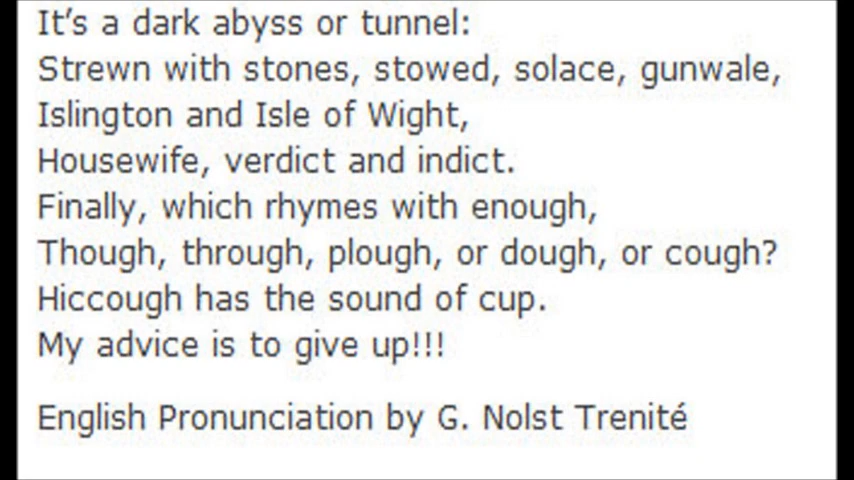 It’s a dark abyss or tunnel:
Strewn with stones, stowed, solace, gunwale,
Islington and Isle of Wight,
Housewife, verdict and indict.
Finally, which rhymes with enough,
Though, through, plough, or dough, or cough?
Hiccough has the sound of cup.
My advice is to give up!!!
English Pronunciation by G. Nolst Trenité